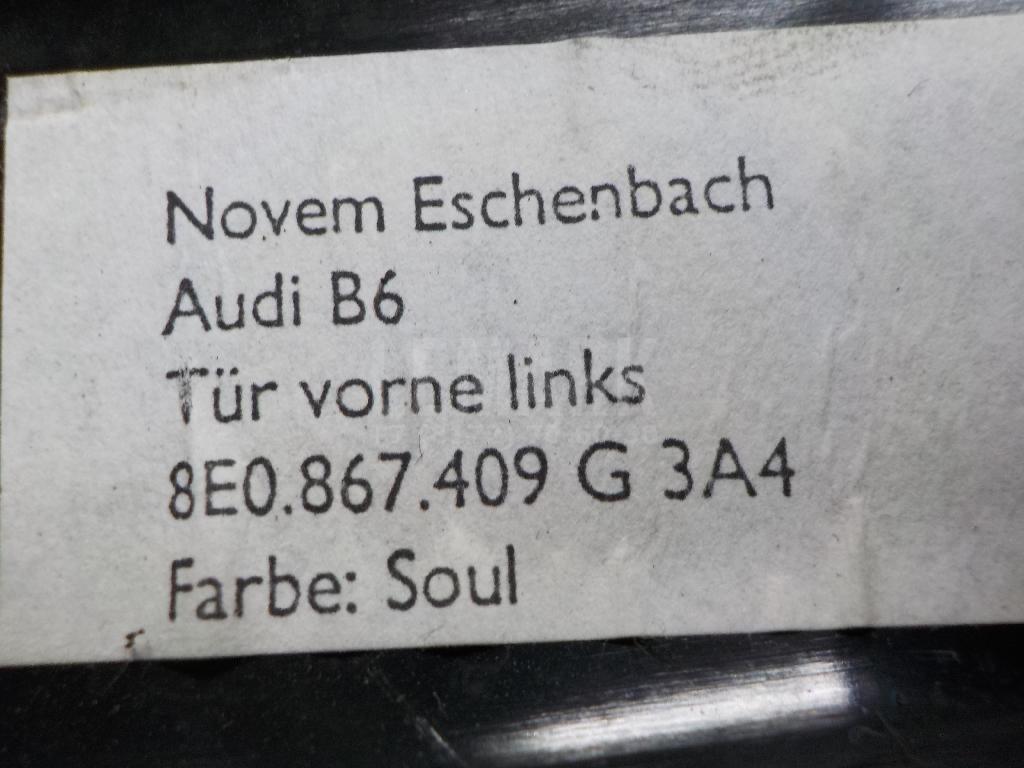 Novem Eschenbach
Audi B6
Tür vorne links
8E0.867.409 G 3A4
Farbe: Soul